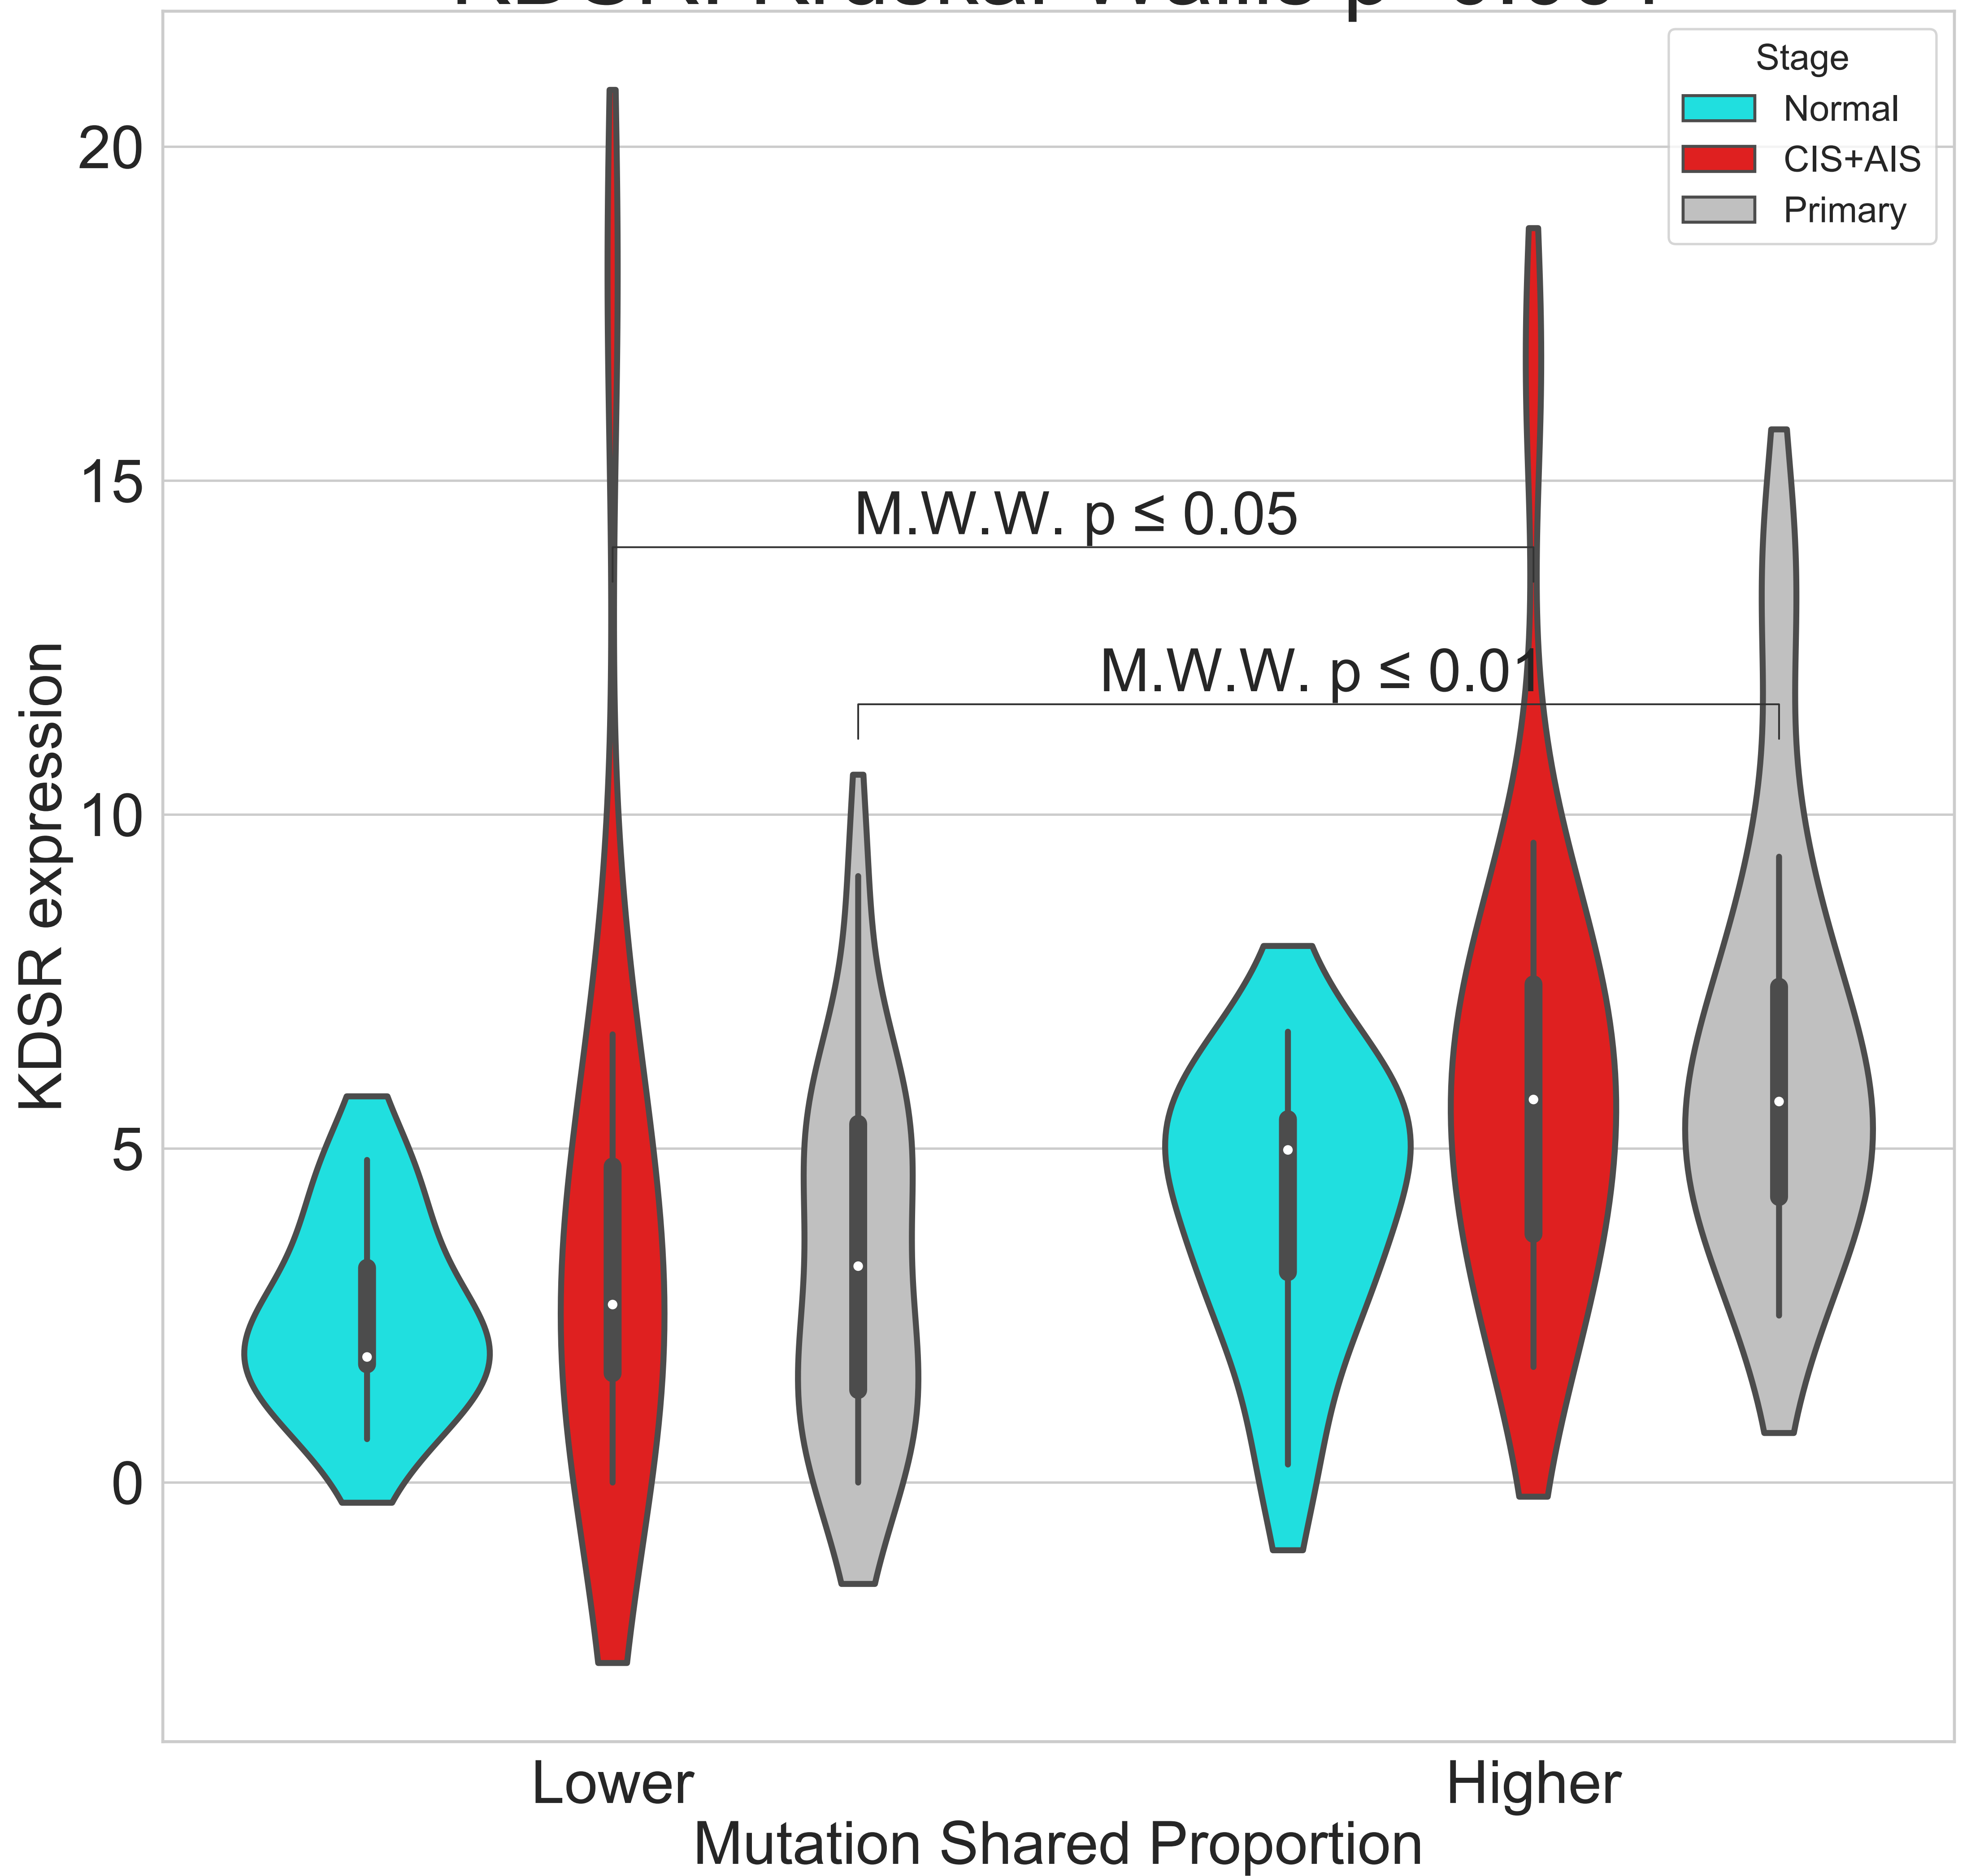 Stage
Normal
CIS+AIS
Primary
20
15
10
5
0
M.W.W. p ≤ 0.05
M.W.W. p ≤ 0.01
KDSR expression
Lower
Higher
Mutation Shared Proportion